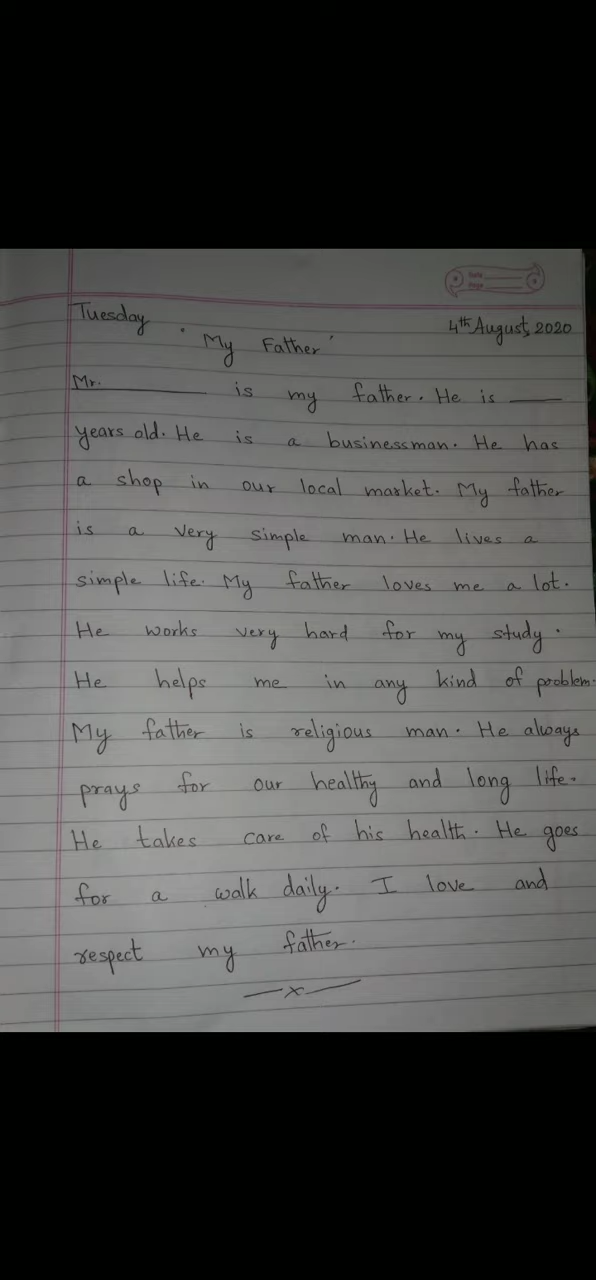 Date
Page
Tuesday 4th August, 2020
'My Father'
Mr. ________ is my father. He is ____
years old. He is a businessman. He has
a shop in our local market. My father
is a very simple man. He lives a
simple life. My father loves me a lot.
He works very hard for my study.
He helps me in any kind of problem.
My father is religious man. He always
prays for our healthy and long life.
He takes care of his health. He goes
for a walk daily. I love and
respect my father.
—x—